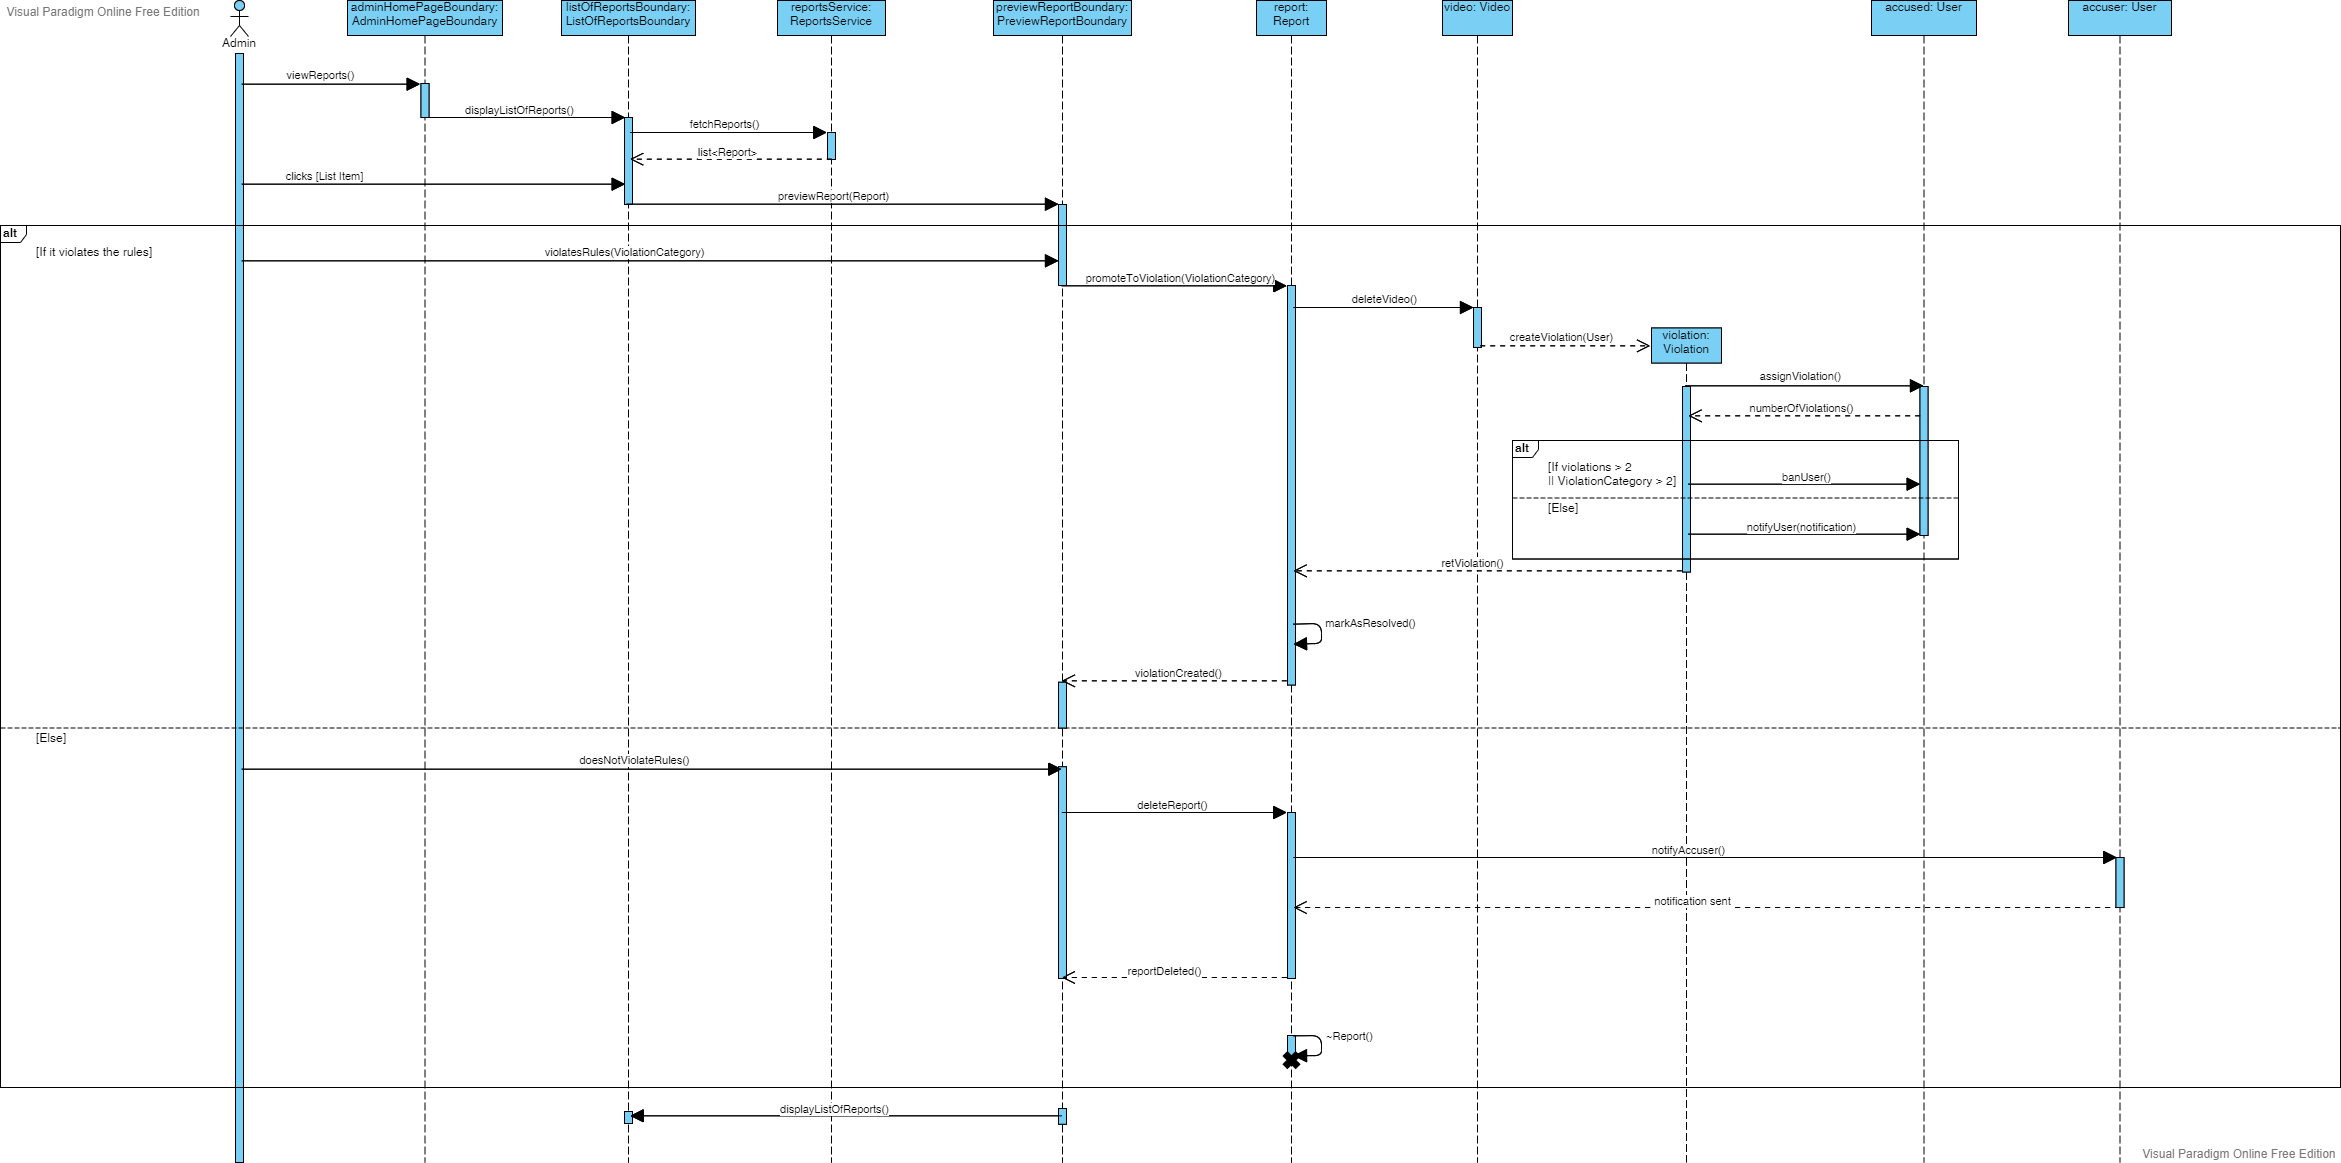 Visual Paradigm Online Free Edition
Admin
adminHomePageBoundary:
AdminHomePageBoundary
listOfReportsBoundary:
ListOfReportsBoundary
reportsService:
ReportsService
previewReportBoundary:
PreviewReportBoundary
report:
Report
video: Video
accused: User
accuser: User
viewReports()
displayListOfReports()
fetchReports()
list<Report>
clicks [List Item]
previewReport(Report)
alt
[If it violates the rules]
violatesRules(ViolationCategory)
promoteToViolation(ViolationCategory)
deleteVideo()
createViolation(User)
violation:
Violation
assignViolation()
numberOfViolations()
alt
[If violations > 2
|| ViolationCategory > 2]
banUser()
[Else]
notifyUser(notification)
retViolation()
markAsResolved()
violationCreated()
[Else]
doesNotViolateRules()
deleteReport()
notifyAccuser()
notification sent
reportDeleted()
~Report()
displayListOfReports()
Visual Paradigm Online Free Edition